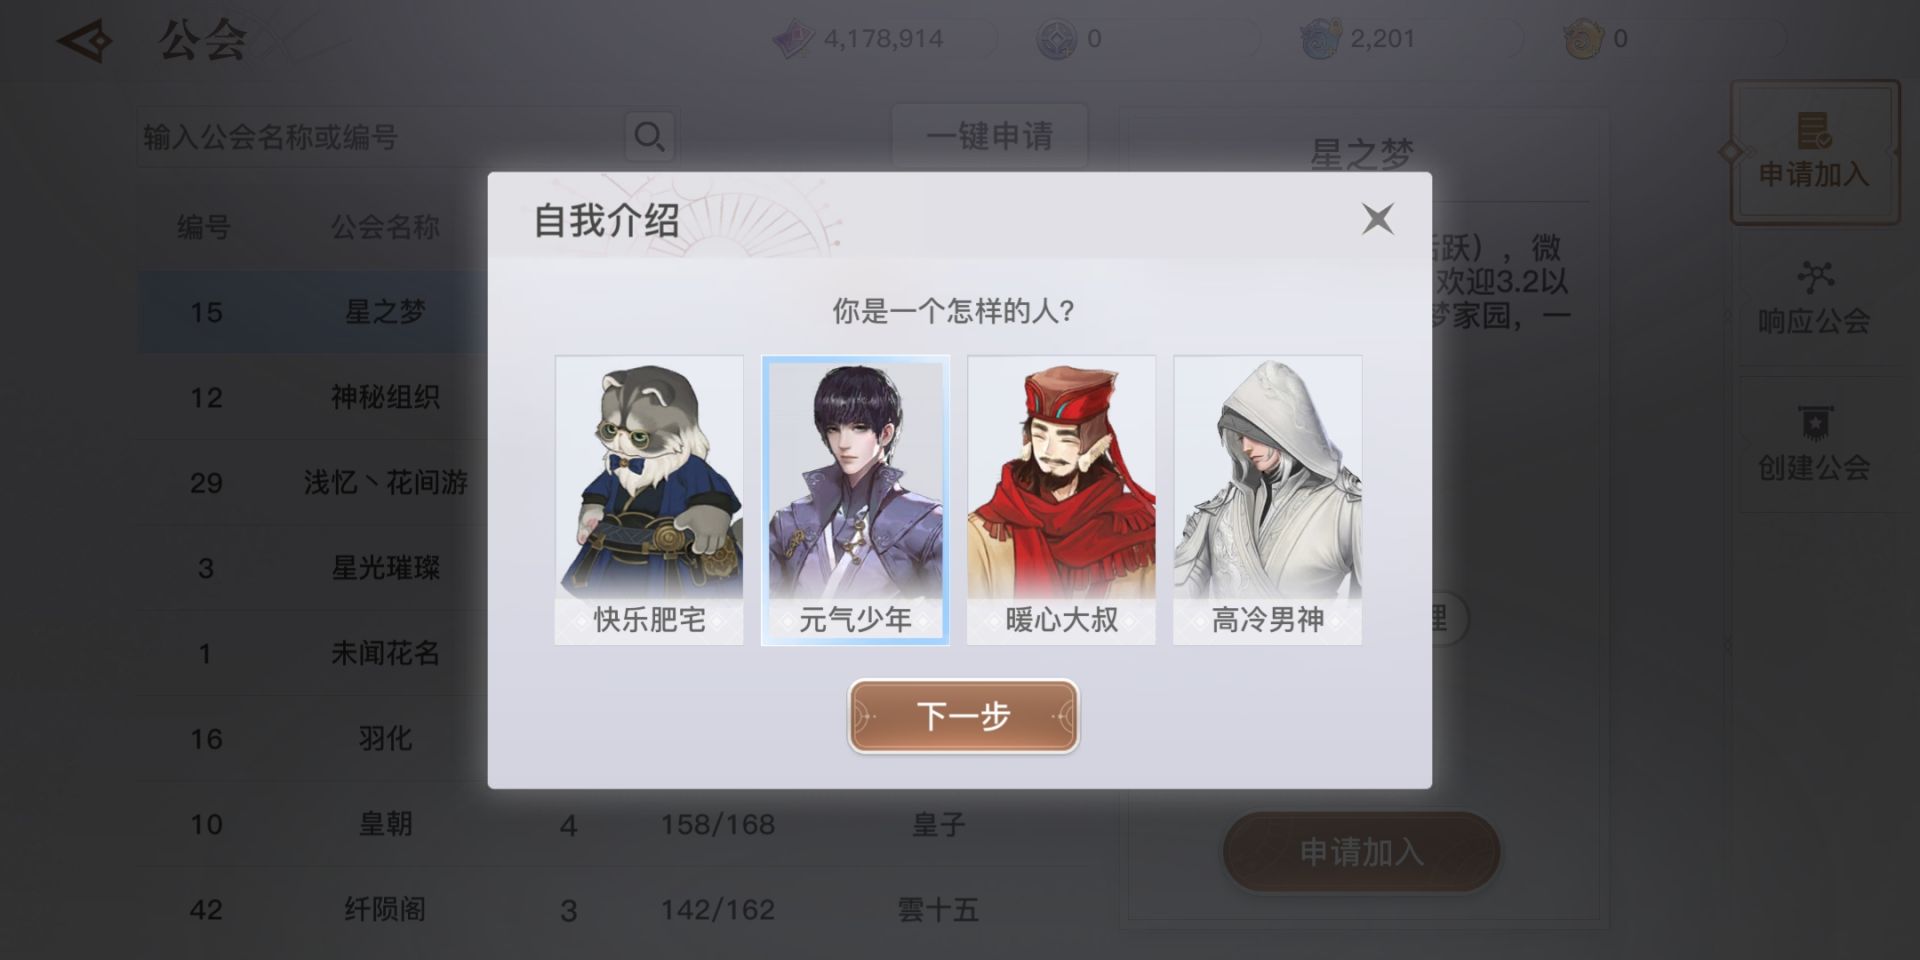 公会
4,178,914
0
2,201
0
输入公会名称或编号
一键申请
星之梦
申请加入
自我介绍
编号
公会名称
跃），微
欢迎3.2以
家园，一
你是一个怎样的人?
响应公会
15
星之梦
12
神秘组织
29
浅忆丶花间游
创建公会
3
星光璀璨
快乐肥宅
元气少年
暖心大叔
高冷男神
理
1
未闻花名
下一步
16
羽化
10
皇朝
4
158/168
皇子
申请加入
42
纤陨阁
3
142/162
雲十五